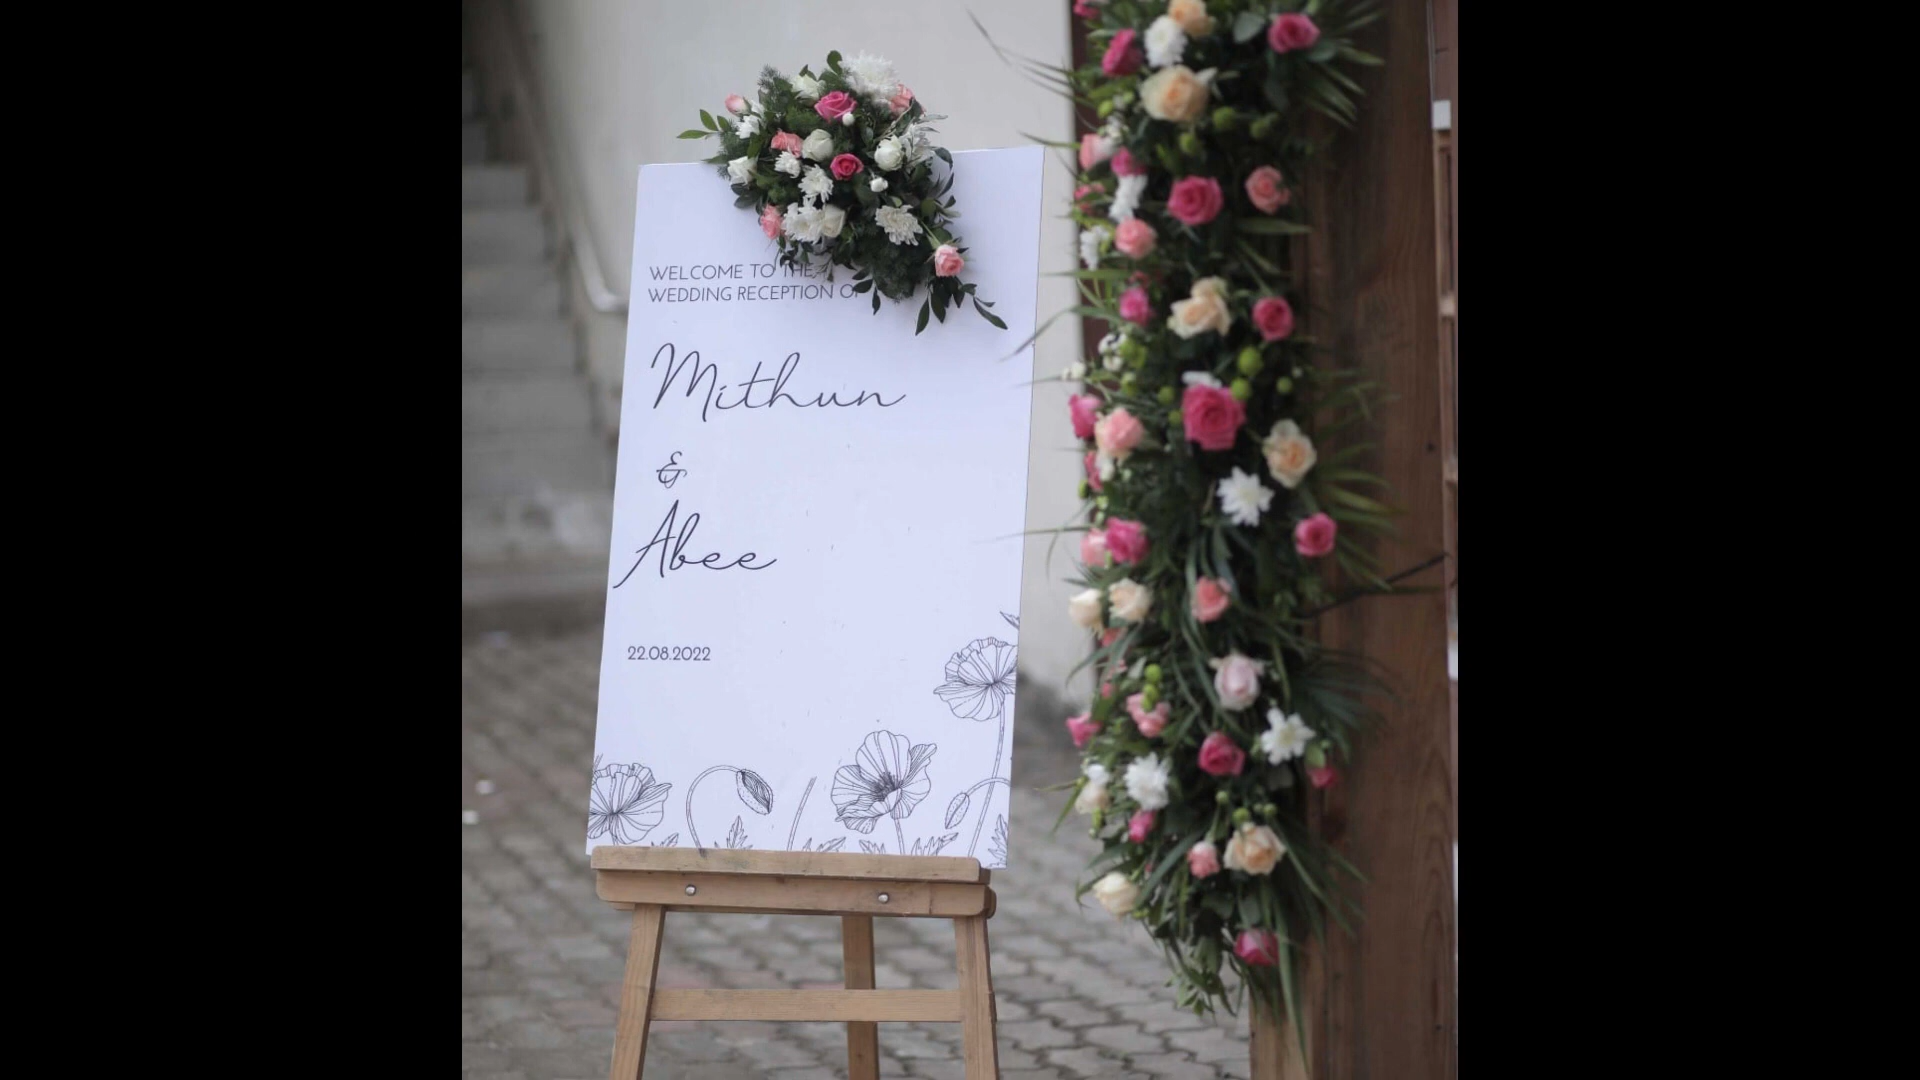 WELCOME TO THE
WEDDING RECEPTION OF
Mithun
&
Abee
22.08.2022